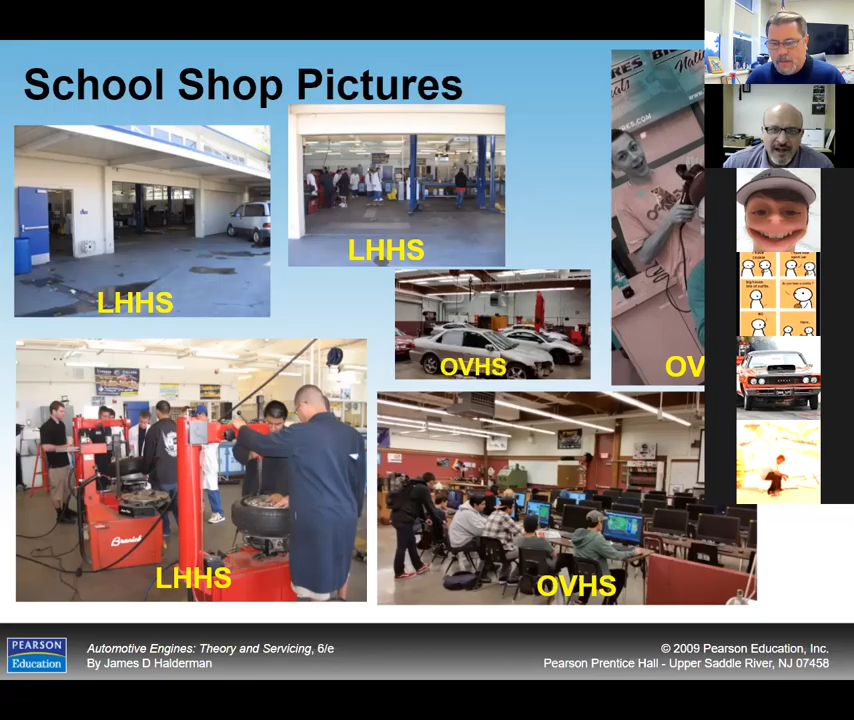 School Shop Pictures
LHHS
LHHS
OVHS
OV
LHHS
OVHS
PEARSON
Education
Automotive Engines: Theory and Servicing, 6/e
By James D Halderman
© 2009 Pearson Education, Inc.
Pearson Prentice Hall - Upper Saddle River, NJ 07458